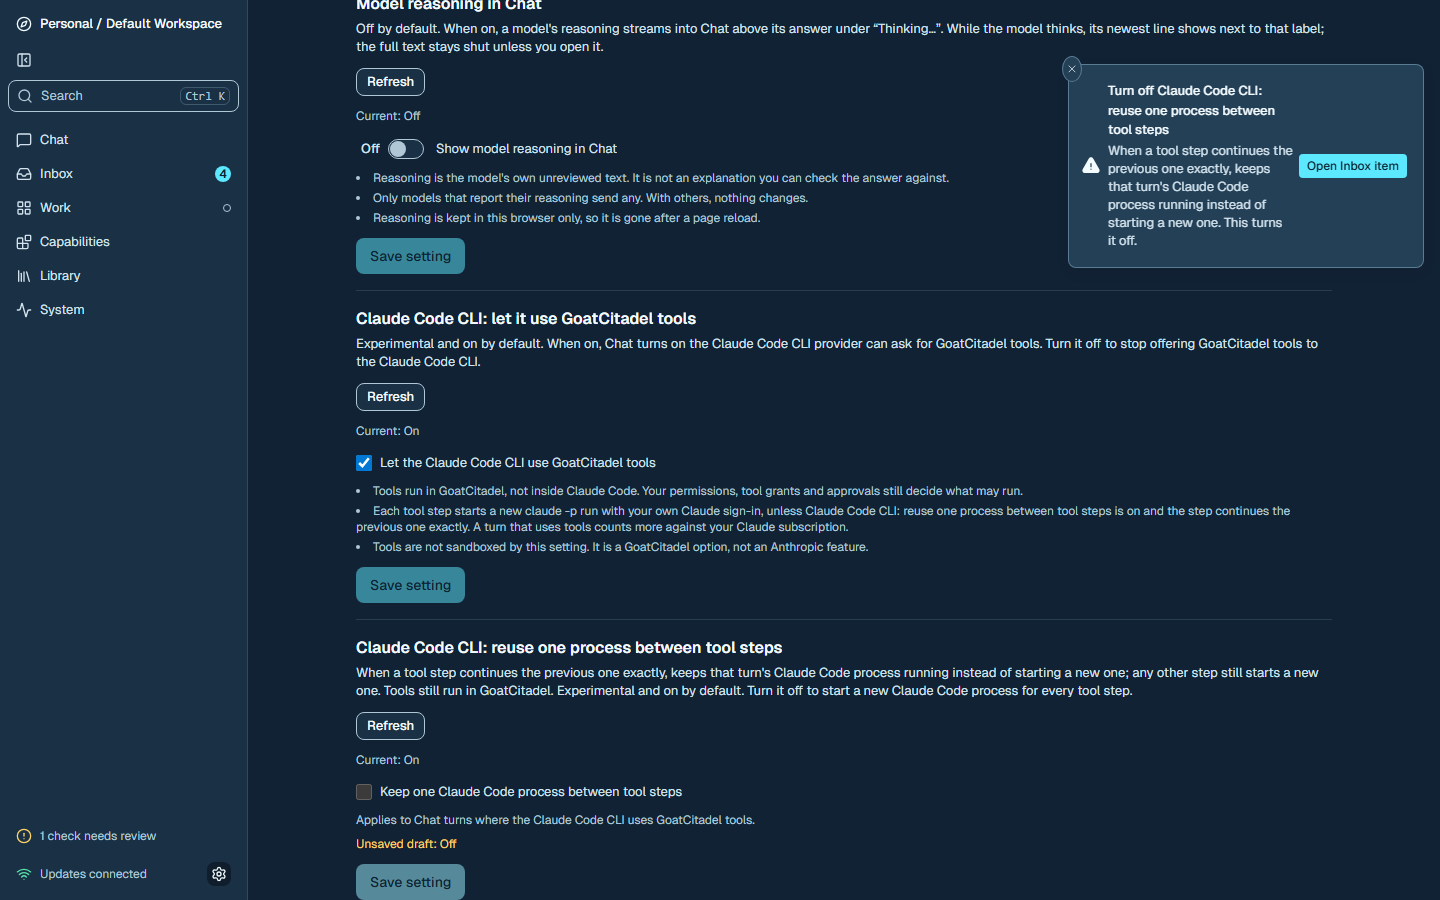 Personal / Default Workspace
Search
Ctrl K
Chat
Inbox
4
Work
Capabilities
Library
System
1 check needs review
Updates connected
Model reasoning in Chat
Off by default. When on, a model's reasoning streams into Chat above its answer under “Thinking…”. While the model thinks, its newest line shows next to that label;
the full text stays shut unless you open it.
Refresh
Current: Off
Off
Show model reasoning in Chat
• Reasoning is the model's own unreviewed text. It is not an explanation you can check the answer against.
• Only models that report their reasoning send any. With others, nothing changes.
• Reasoning is kept in this browser only, so it is gone after a page reload.
Save setting
Claude Code CLI: let it use GoatCitadel tools
Experimental and on by default. When on, Chat turns on the Claude Code CLI provider can ask for GoatCitadel tools. Turn it off to stop offering GoatCitadel tools to
the Claude Code CLI.
Refresh
Current: On
Let the Claude Code CLI use GoatCitadel tools
• Tools run in GoatCitadel, not inside Claude Code. Your permissions, tool grants and approvals still decide what may run.
• Each tool step starts a new claude -p run with your own Claude sign-in, unless Claude Code CLI: reuse one process between tool steps is on and the step continues the
previous one exactly. A turn that uses tools counts more against your Claude subscription.
• Tools are not sandboxed by this setting. It is a GoatCitadel option, not an Anthropic feature.
Save setting
Claude Code CLI: reuse one process between tool steps
When a tool step continues the previous one exactly, keeps that turn's Claude Code process running instead of starting a new one; any other step still starts a new
one. Tools still run in GoatCitadel. Experimental and on by default. Turn it off to start a new Claude Code process for every tool step.
Refresh
Current: On
Keep one Claude Code process between tool steps
Applies to Chat turns where the Claude Code CLI uses GoatCitadel tools.
Unsaved draft: Off
Save setting
Turn off Claude Code CLI:
reuse one process between
tool steps
When a tool step continues the
previous one exactly, keeps
that turn's Claude Code
process running instead of
starting a new one. This turns
it off.
Open Inbox item